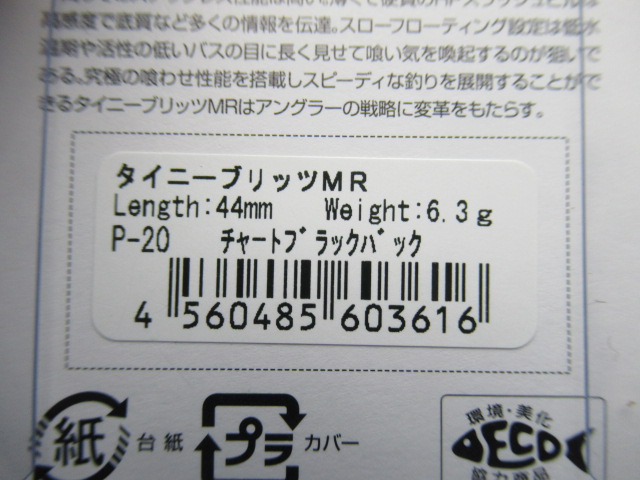 高感度で底質など多くの情報を伝達。スローフローティング設定は低水
温期や活性の低いバスの目に長く見せて喰い気を喚起するのが狙いで
ある。究極の喰わせ性能を搭載しスピーディな釣りを展開することがで
きるタイニーブリッツMRはアングラーの戦略に変革をもたらす。
タイニーブリッツMR
Length:44mm Weight:6.3g
P-20 チャートブラックバック
4 560485 603616
紙 台紙 プラ カバー
環境・美化
ECO
協力商品